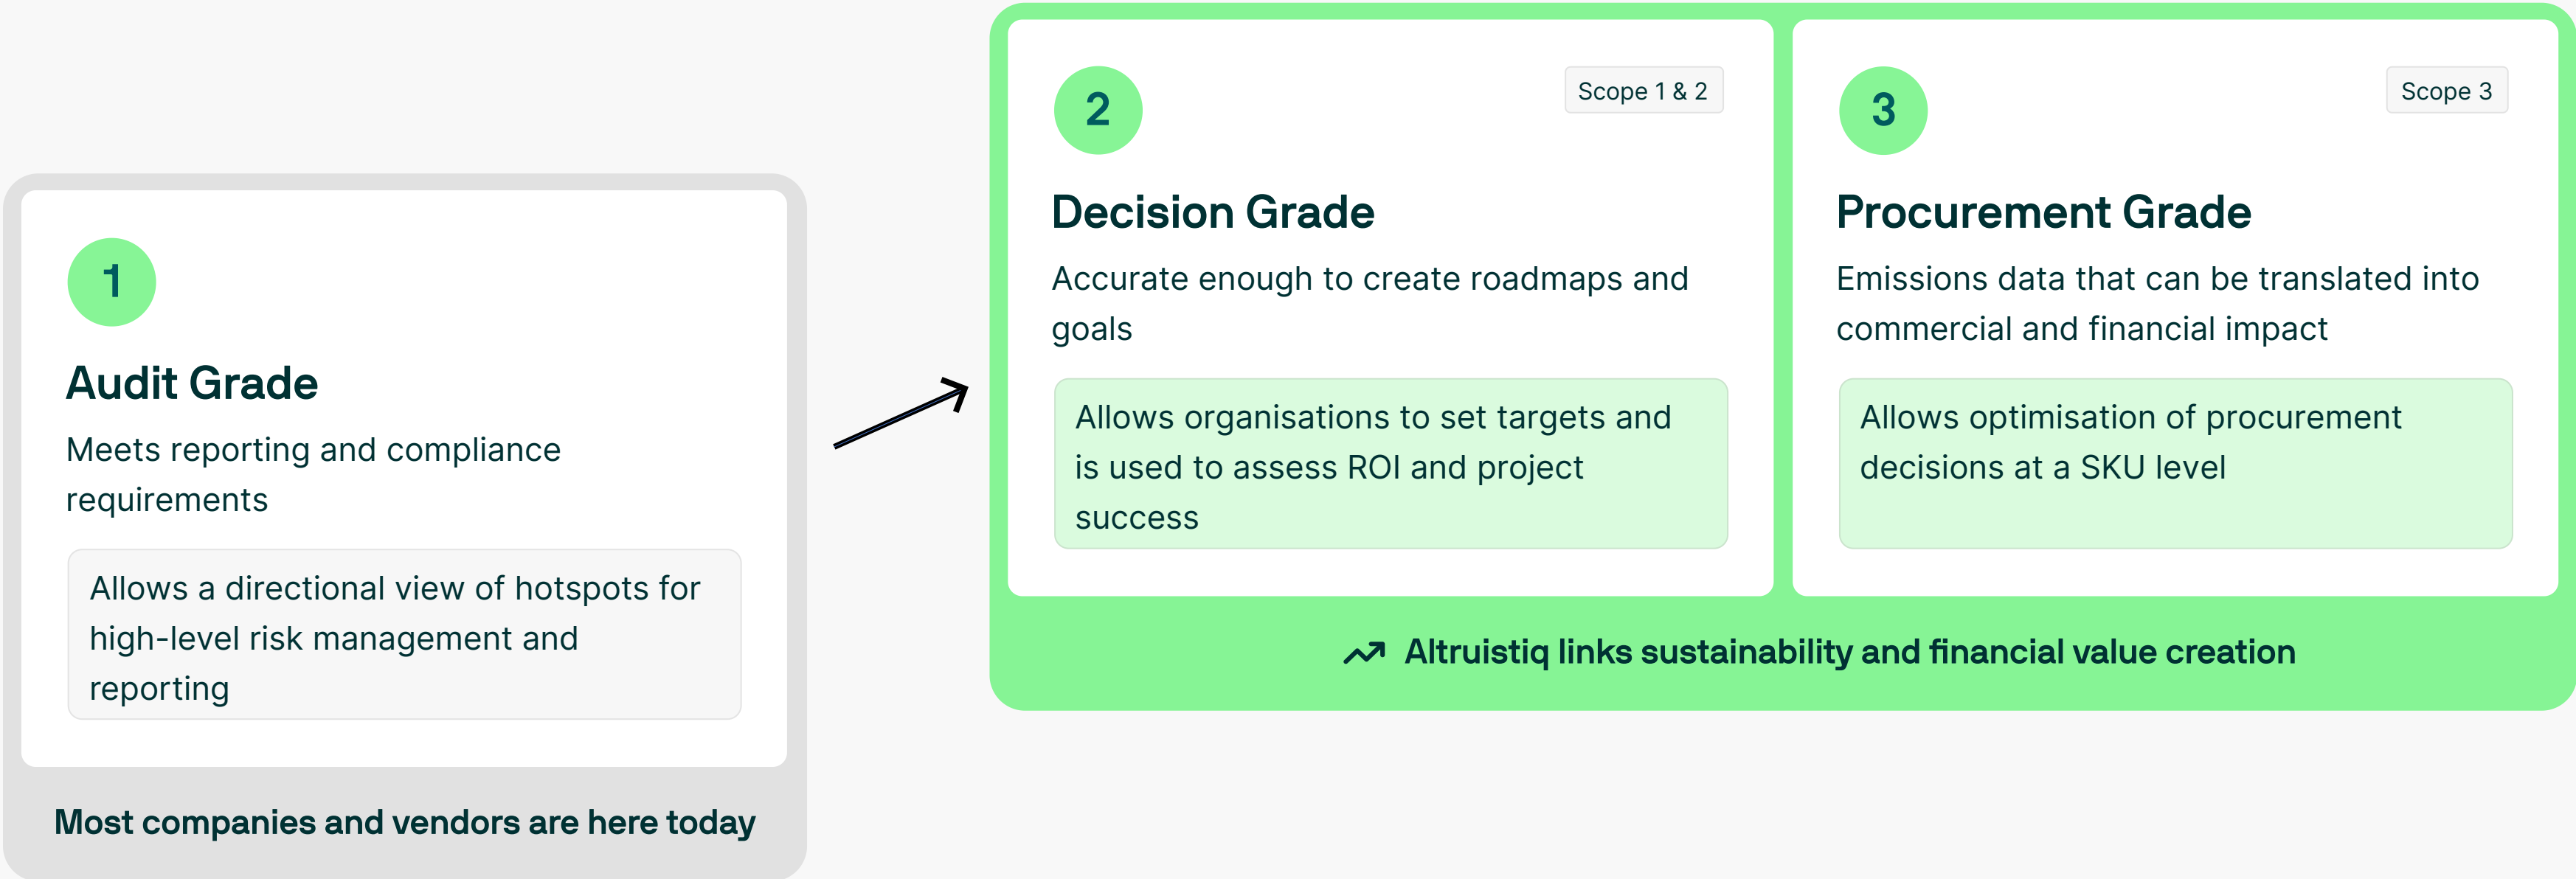 1
Audit Grade
Meets reporting and compliance
requirements
Allows a directional view of hotspots for
high-level risk management and
reporting
Most companies and vendors are here today
2
Scope 1 & 2
Decision Grade
Accurate enough to create roadmaps and
goals
Allows organisations to set targets and
is used to assess ROI and project
success
3
Scope 3
Procurement Grade
Emissions data that can be translated into
commercial and financial impact
Allows optimisation of procurement
decisions at a SKU level
Altruistiq links sustainability and financial value creation